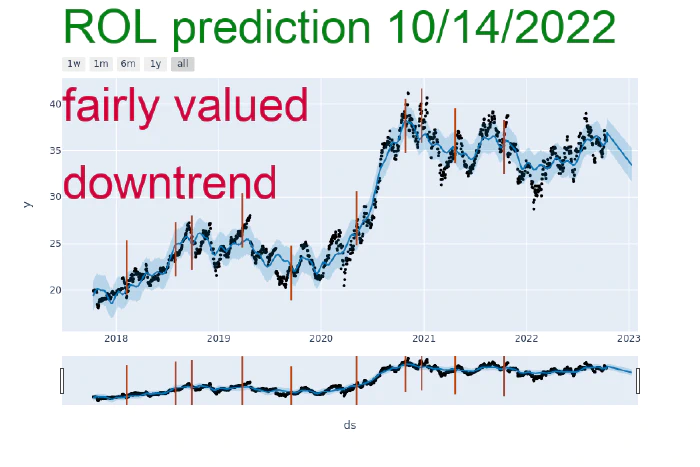 ROL prediction 10/14/2022
1w 1m 6m 1y all
fairly valued
downtrend
40
35
30
25
20
y
2018 2019 2020 2021 2022 2023
ds